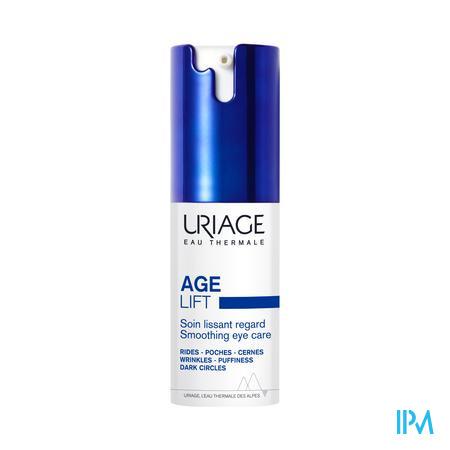 URIAGE
EAU THERMALE
AGE
LIFT
Soin lissant regard
Smoothing eye care
RIDES - POCHES - CERNES
WRINKLES - PUFFINESS
DARK CIRCLES
URIAGE, L'EAU THERMALE DES ALPES
IPM